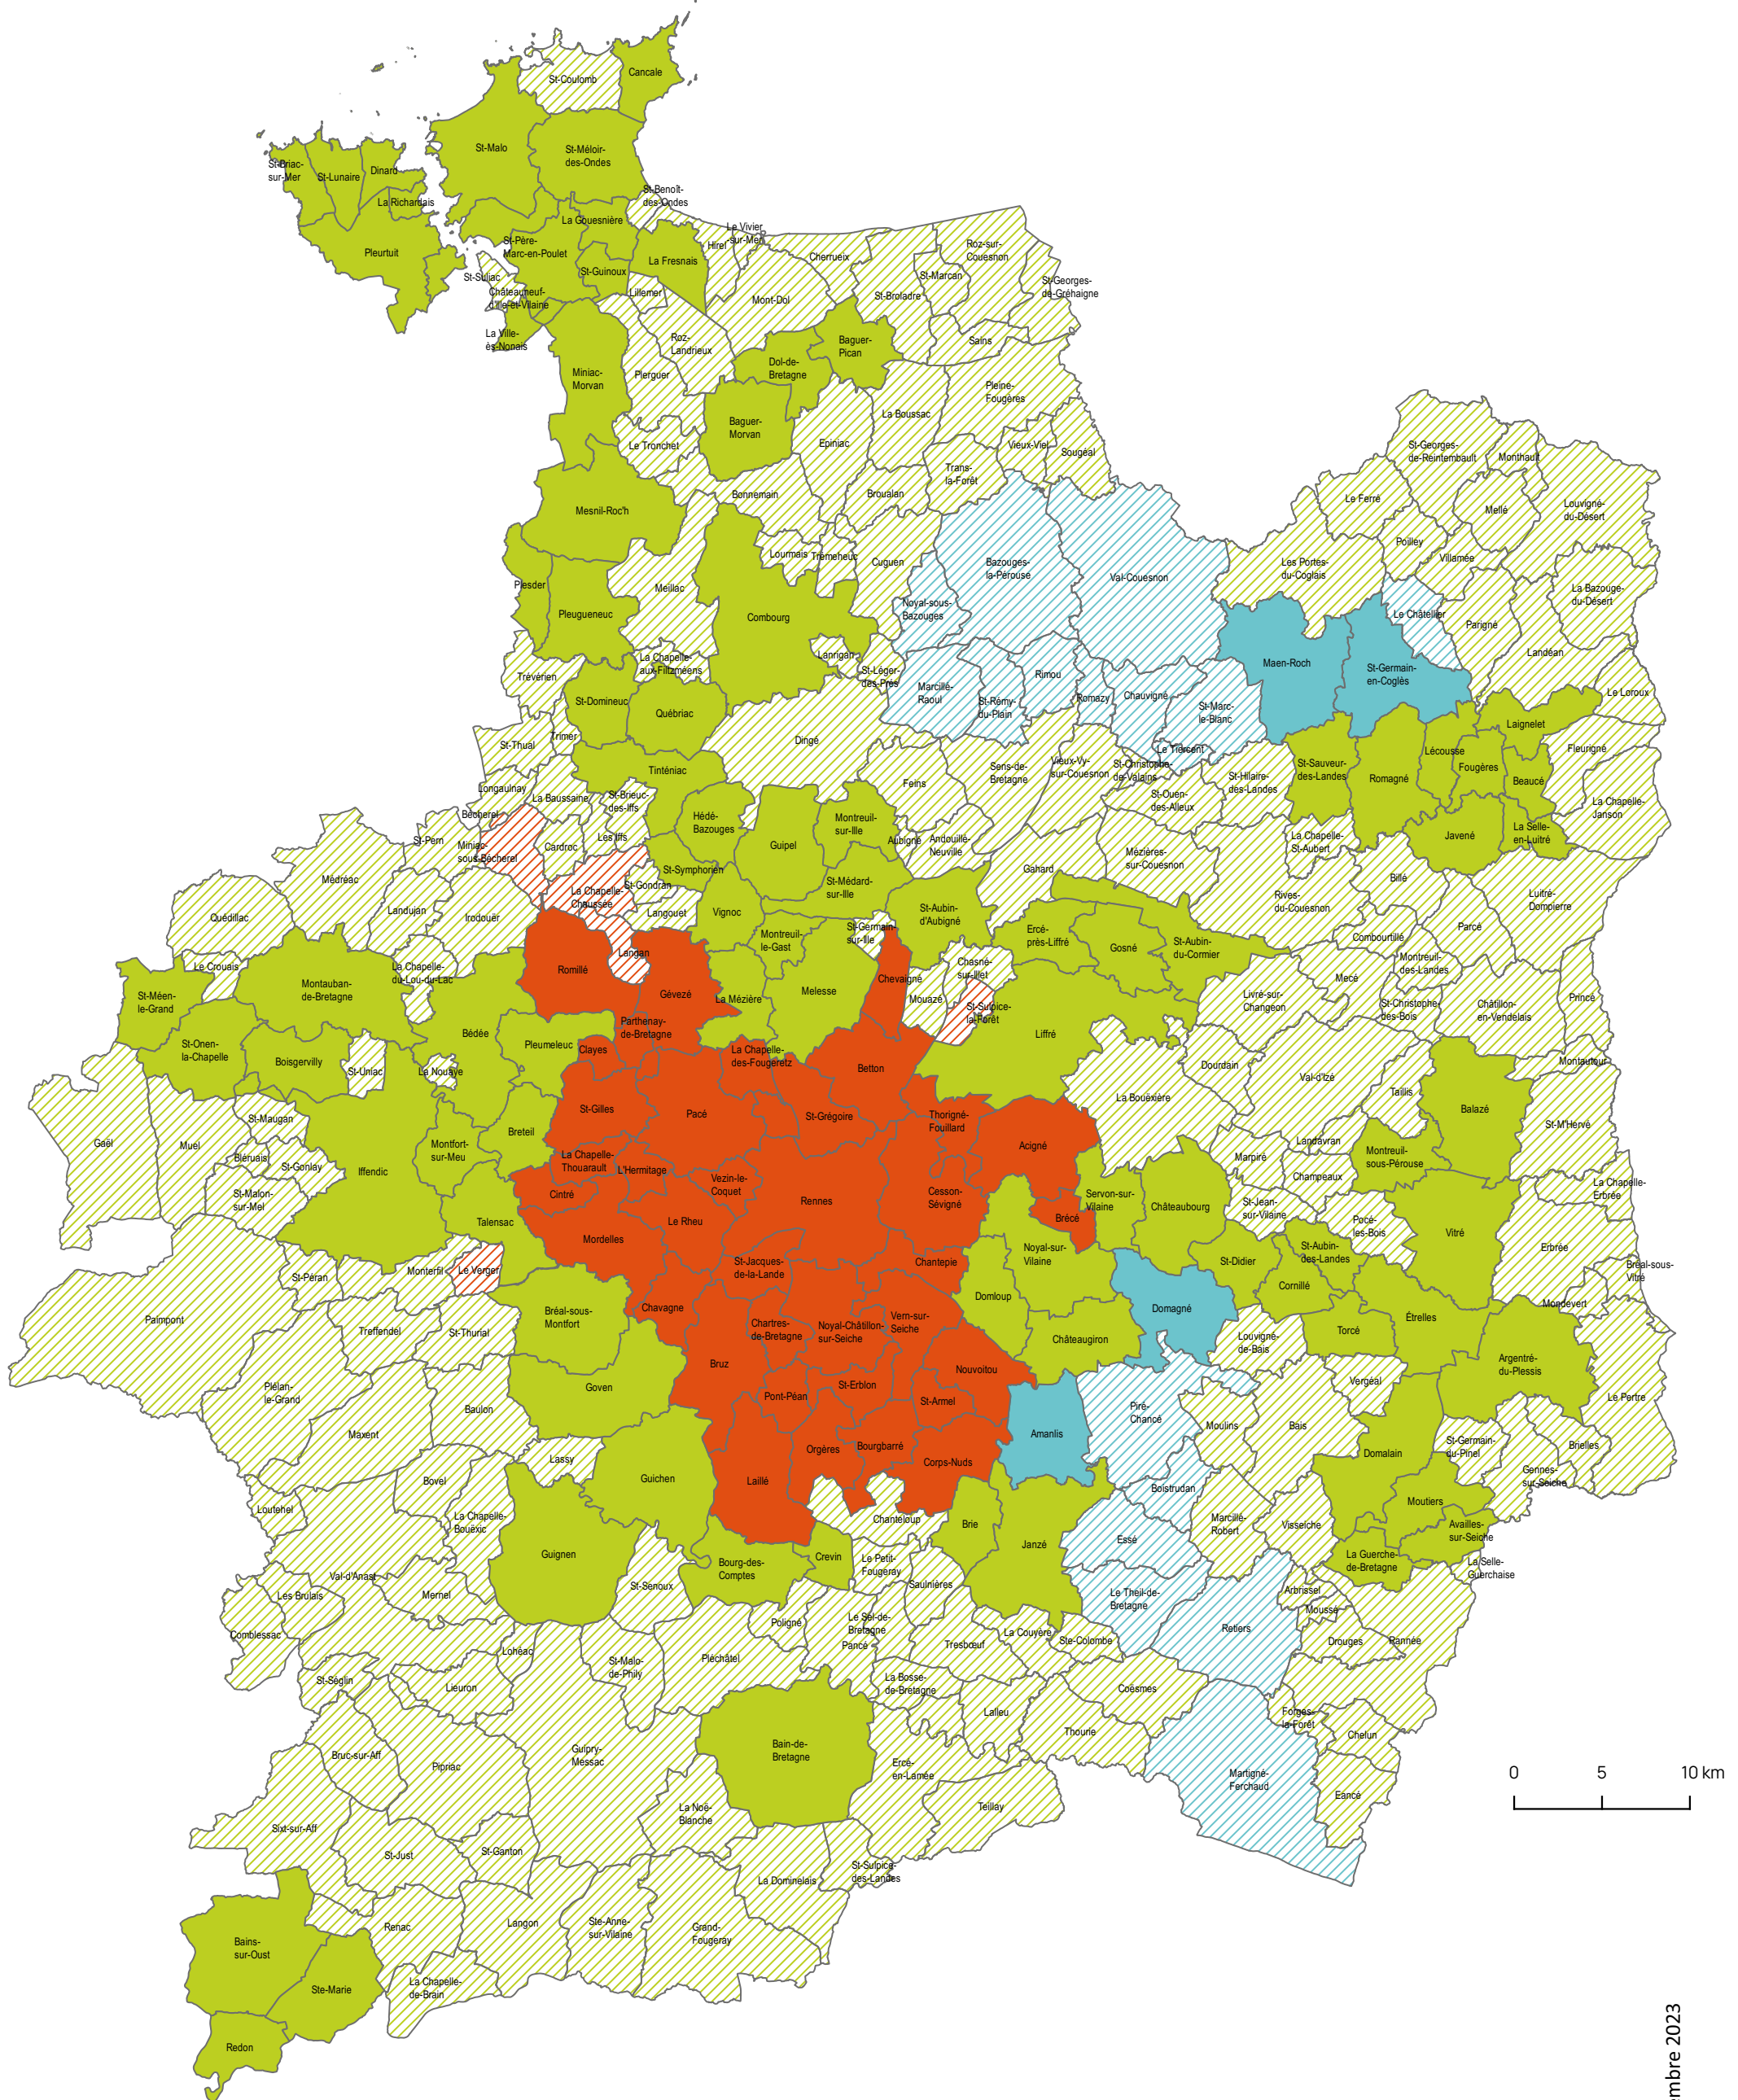 St-Coulomb
Cancale
St-Malo
St-Méloir-
des-Ondes
St-Briac-
sur-Mer
St-Lunaire
Dinard
La Richardais
Pleurtuit
St-Benoît-
des-Ondes
La Gouesnière
St-Père-
Marc-en-Poulet
St-Guinoux
La Fresnais
Hirel
Le Vivier
-sur-Mer
Cherrueix
St-Broladre
St-Marcan
Roz-sur-
Couesnon
St-Georges-
de-Gréhaigne
St-Suliac
Châteauneuf-
d'Ille-et-Vilaine
La Ville-
ès-Nonais
Lillemer
Mont-Dol
Roz-
Landrieux
Sains
Baguer-
Pican
Dol-de-
Bretagne
Miniac-
Morvan
Plerguer
Pleine-
Fougères
La Boussac
Baguer-
Morvan
Epiniac
Le Tronchet
Vieux-Viel
Sougéal
Trans-
la-Forêt
Broualan
Bonnemain
Mesnil-Roc'h
St-Georges-
de-Reintembault
Monthault
Le Ferré
Mellé
Louvigné-
du-Désert
Poilley
Villamée
Lourmais
Trémeheuc
Cuguen
Bazouges-
la-Pérouse
Val-Couesnon
Les Portes-
du-Coglais
La Bazouge-
du-Désert
Plesder
Pleugueneuc
Meillac
Combourg
Noyal-sous-
Bazouges
Le Châtellier
Parigné
Landéan
Lanrigan
La Chapelle-
aux-Filtzméens
St-Léger-
des-Prés
Marcillé-
Raoul
St-Rémy-
du-Plain
Rimou
Romazy
Chauvigné
St-Marc-
le-Blanc
Maen-Roch
St-Germain-
en-Coglès
Le Loroux
Trévérien
St-Domineuc
Québriac
Dingé
Trimer
St-Thual
Tinténiac
Feins
Sens-de-
Bretagne
Vieux-Vy-
sur-Couesnon
Le Tiercent
St-Christophe-
de-Valains
St-Ouen-
des-Alleux
St-Hilaire-
des-Landes
St-Sauveur-
des-Landes
Romagné
Lécousse
Fougères
Laignelet
Beaucé
Fleurigné
La Chapelle-
Janson
Longaulnay
La Baussaine
St-Brieuc-
des-Iffs
Bécherel
Miniac-
sous-Bécherel
Cardroc
Les Iffs
Hédé-
Bazouges
Guipel
Montreuil-
sur-Ille
Aubigné
Andouillé-
Neuville
Mézières-
sur-Couesnon
La Chapelle-
St-Aubert
Javené
La Selle-
en-Luitré
St-Pern
Médréac
Landujan
Irodouër
Quédillac
St-Symphorien
St-Gondran
La Chapelle-
Chaussée
Langouet
Vignoc
St-Médard-
sur-Ille
St-Aubin-
d'Aubigné
Gahard
Billé
Rives-
du-Couesnon
Luitré-
Dompierre
Parcé
Combourtillé
Montreuil-
le-Gast
St-Germain-
sur-Ille
Ercé-
près-Liffré
Gosné
St-Aubin-
du-Cormier
Langan
Romillé
Gévezé
La Mézière
Melesse
Chevaigné
Mouazé
Chasné-
sur-Illet
St-Sulpice-
la-Forêt
Liffré
Livré-sur-
Changeon
Mecé
Montreuil-
des-Landes
St-Christophe-
des-Bois
Châtillon-
en-Vendelais
Princé
Le Crouais
Montauban-
de-Bretagne
La Chapelle-
du-Lou-du-Lac
St-Méen-
le-Grand
St-Onen-
la-Chapelle
Boisgervilly
St-Uniac
La Nouaye
Bédée
Pleumeleuc
Clayes
Parthenay-
de-Bretagne
La Chapelle-
des-Fougeretz
Betton
Dourdain
Val-d'Izé
Montautour
Taillis
Balazé
La Bouëxière
St-M'Hervé
Gaël
Muel
St-Maugan
Bléruais
St-Gonlay
St-Malon-
sur-Mel
Iffendic
Montfort-
sur-Meu
Breteil
St-Gilles
Pacé
St-Grégoire
Thorigné-
Fouillard
Acigné
Landavran
Marpiré
Champeaux
Montreuil-
sous-Pérouse
La Chapelle-
Erbrée
La Chapelle-
Thouarault
L'Hermitage
Cintré
Vezin-le-
Coquet
Rennes
Cesson-
Sévigné
Brécé
Servon-sur-
Vilaine
Châteaubourg
St-Jean-
sur-Vilaine
Pocé-
les-Bois
Vitré
Erbrée
Talensac
Le Rheu
Mordelles
Le Verger
Monterfil
St-Péran
St-Jacques-
de-la-Lande
Chantepie
Noyal-sur-
Vilaine
Domloup
Domagné
St-Didier
St-Aubin-
des-Landes
Cornillé
Bréal-sous-
Vitré
Mondevert
Paimpont
Treffendel
St-Thurial
Bréal-sous-
Montfort
Chavagne
Chartres-
de-Bretagne
Noyal-Châtillon-
sur-Seiche
Vern-sur-
Seiche
Châteaugiron
Louvigné-
de-Bais
Torcé
Étrelles
Argentré-
du-Plessis
Le Pertre
Plélan-
le-Grand
Maxent
Baulon
Goven
Bruz
Pont-Péan
St-Erblon
Nouvoitou
St-Armel
Amanlis
Piré-
Chancé
Moulins
Bais
Vergéal
Domalain
St-Germain-
du-Pinel
Brielles
Gennes-
sur-Seiche
Lassy
Guichen
Bovel
Loutehel
La Chapelle-
Bouëxic
Laillé
Orgères
Bourgbarré
Corps-Nuds
Boistrudan
Marcillé-
Robert
Visseiche
Moutiers
Availles-
sur-Seiche
La Guerche-
de-Bretagne
La Selle-
Guerchaise
Guignen
Chanteloup
Brie
Janzé
Essé
Bourg-des-
Comptes
Crevin
Le Petit-
Fougeray
Saulnières
Le Theil-de-
Bretagne
Arbrissel
Moussé
Drouges
Rannée
Retiers
Val-d'Anast
Les Brulais
Mernel
St-Senoux
Comblessac
Poligné
Le Sel-de-
Bretagne
Pancé
Tresbœuf
La Couyère
Ste-Colombe
Lohéac
St-Malo-
de-Phily
Pléchâtel
St-Séglin
Lieuron
La Bosse-
de-Bretagne
Lalleu
Coësmes
Thourie
Forges-
la-Forêt
Chelun
Bruc-sur-Aff
Pipriac
Guipry-
Messac
Bain-de-
Bretagne
Ercé-
en-Lamée
Teillay
Martigné-
Ferchaud
Eancé
0 5 10 km
Sixt-sur-Aff
St-Just
St-Ganton
La Noë-
Blanche
La Dominelais
St-Sulpice-
des-Landes
Bains-
sur-Oust
Renac
Langon
Ste-Anne-
sur-Vilaine
Grand-
Fougeray
Ste-Marie
La Chapelle-
de-Brain
Redon
embre 2023